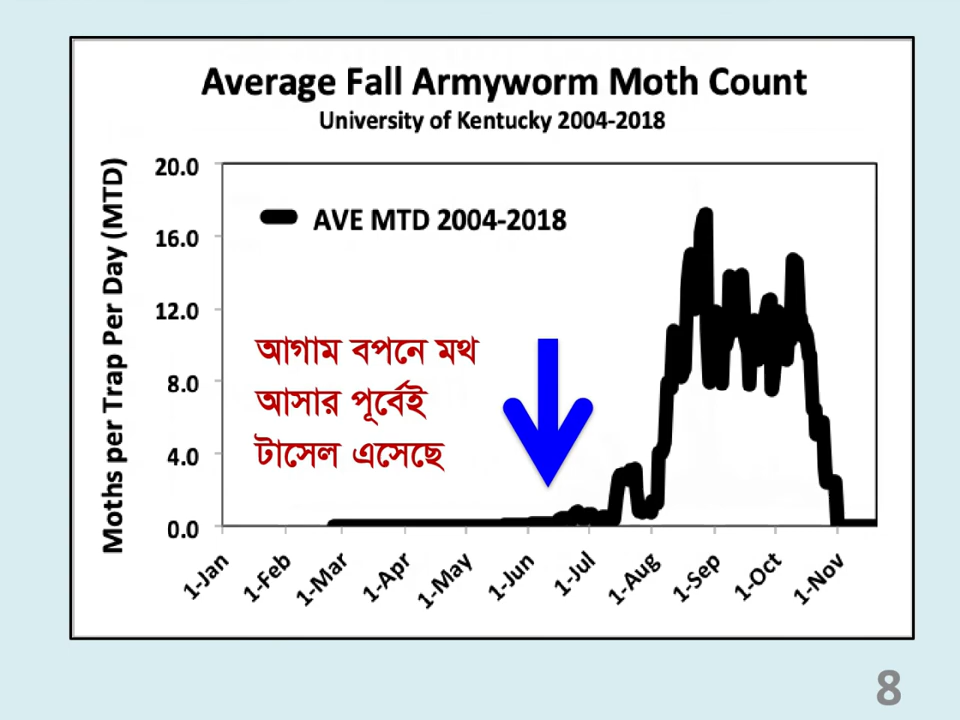 Average Fall Armyworm Moth Count
University of Kentucky 2004-2018
Moths per Trap Per Day (MTD)
20.0
16.0
12.0
8.0
4.0
0.0
AVE MTD 2004-2018
আগাম বপনে মথ
আসার পূর্বেই
টাসেল এসেছে
1-Jan
1-Feb
1-Mar
1-Apr
1-May
1-Jun
1-Jul
1-Aug
1-Sep
1-Oct
1-Nov
8